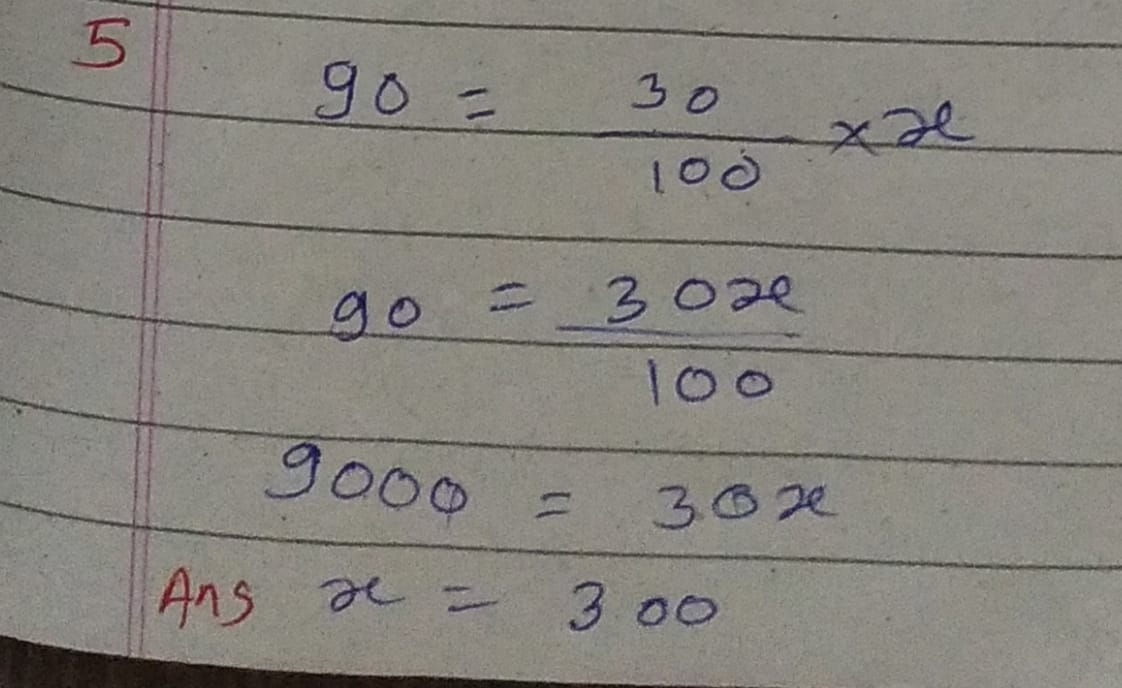 5 90 = 30/100 × x
90 = 30x/100
9000 = 30x
Ans x = 300